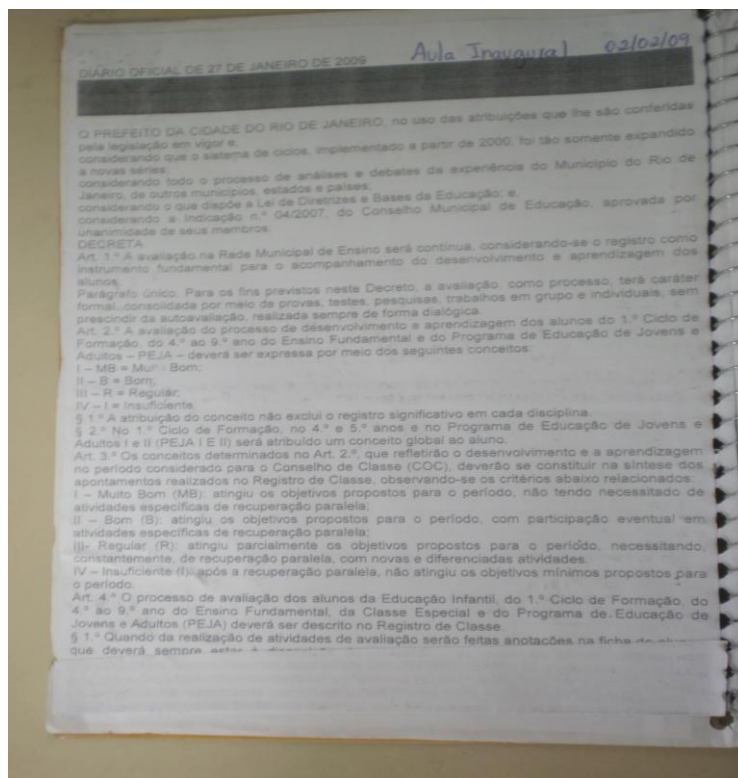 Aula Inaugural 02/02/09
DIÁRIO OFICIAL DE 27 DE JANEIRO DE 2009
O PREFEITO DA CIDADE DO RIO DE JANEIRO, no uso das atribuições que lhe são conferidas
pela legislação em vigor e,
considerando que o sistema de ciclos, implementado a partir de 2000, foi tão somente expandido
a novas séries;
considerando todo o processo de análises e debates da experiência do Município do Rio de
Janeiro, de outros municípios, estados e países;
considerando o que dispõe a Lei de Diretrizes e Bases da Educação; e,
considerando a Indicação n.º 04/2007, do Conselho Municipal de Educação, aprovada por
unanimidade de seus membros;
DECRETA
Art. 1.º A avaliação na Rede Municipal de Ensino será contínua, considerando-se o registro como
instrumento fundamental para o acompanhamento do desenvolvimento e aprendizagem dos
alunos.
Parágrafo único. Para os fins previstos neste Decreto, a avaliação, como processo, terá caráter
formal, consolidada por meio de provas, testes, pesquisas, trabalhos em grupo e individuais, sem
prescindir da autoavaliação, realizada sempre de forma dialógica.
Art. 2.º A avaliação do processo de desenvolvimento e aprendizagem dos alunos do 1.º Ciclo de
Formação, do 4.º ao 9.º ano do Ensino Fundamental e do Programa de Educação de Jovens e
Adultos – PEJA – deverá ser expressa por meio dos seguintes conceitos:
I – MB = Bom;
II – B = Bom;
III – R = Regular;
IV – I = Insuficiente.
§ 1.º A atribuição do conceito não exclui o registro significativo em cada disciplina.
§ 2.º No 1.º Ciclo de Formação, no 4.º e 5.º anos e no Programa de Educação de Jovens e
Adultos I e II (PEJA I E II) será atribuído um conceito global ao aluno.
Art. 3.º Os conceitos determinados no Art. 2.º, que refletirão o desenvolvimento e a aprendizagem
no período considerado para o Conselho de Classe (COC), deverão se constituir na síntese dos
apontamentos realizados no Registro de Classe, observando-se os critérios abaixo relacionados:
I – Muito Bom (MB): atingiu os objetivos propostos para o período, não tendo necessitado de
atividades específicas de recuperação paralela;
II – Bom (B): atingiu os objetivos propostos para o período, com participação eventual em
atividades específicas de recuperação paralela;
III- Regular (R): atingiu parcialmente os objetivos propostos para o período, necessitando,
constantemente, de recuperação paralela, com novas e diferenciadas atividades.
IV – Insuficiente (I): após a recuperação paralela, não atingiu os objetivos mínimos propostos para
o período.
Art. 4.º O processo de avaliação dos alunos da Educação Infantil, do 1.º Ciclo de Formação, do
4.º ao 9.º ano do Ensino Fundamental, da Classe Especial e do Programa de Educação de
Jovens e Adultos (PEJA) deverá ser descrito no Registro de Classe.
§ 1.º Quando da realização de atividades de avaliação serão feitas anotações na ficha do
que deverá sempre estar à